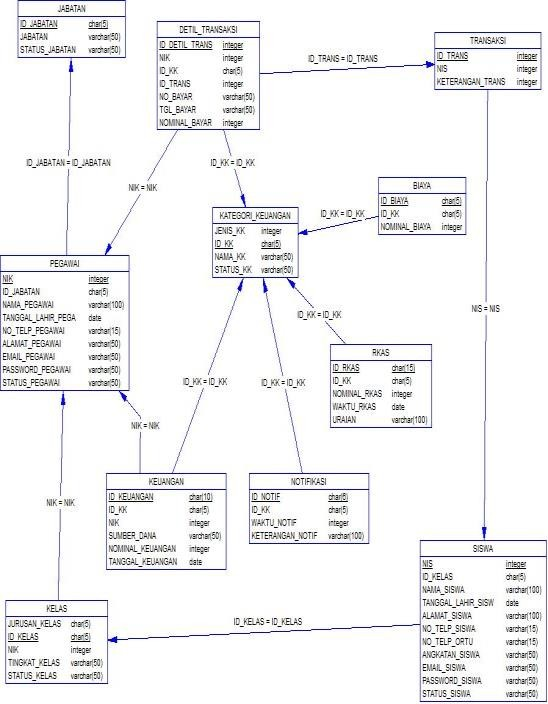 JABATAN
ID_JABATAN char(5)
JABATAN varchar(50)
STATUS_JABATAN varchar(50)
DETIL_TRANSAKSI
ID_DETIL_TRANS integer
NIK integer
ID_KK char(5)
ID_TRANS integer
NO_BAYAR varchar(50)
TGL_BAYAR varchar(50)
NOMINAL_BAYAR integer
ID_TRANS = ID_TRANS
TRANSAKSI
ID_TRANS integer
NIS integer
KETERANGAN_TRANS integer
ID_JABATAN = ID_JABATAN
NIK = NIK
ID_KK = ID_KK
BIAYA
ID_BIAYA char(5)
ID_KK char(5)
NOMINAL_BIAYA integer
ID_KK = ID_KK
KATEGORI_KEUANGAN
JENIS_KK integer
ID_KK char(5)
NAMA_KK varchar(50)
STATUS_KK varchar(50)
PEGAWAI
NIK integer
ID_JABATAN char(5)
NAMA_PEGAWAI varchar(100)
TANGGAL_LAHIR_PEGA date
NO_TELP_PEGAWAI varchar(15)
ALAMAT_PEGAWAI varchar(50)
EMAIL_PEGAWAI varchar(50)
PASSWORD_PEGAWAI varchar(50)
STATUS_PEGAWAI varchar(50)
ID_KK = ID_KK
NIS = NIS
RKAS
ID_RKAS char(15)
ID_KK char(5)
NOMINAL_RKAS integer
WAKTU_RKAS date
URAIAN varchar(100)
ID_KK = ID_KK
ID_KK = ID_KK
NIK = NIK
KEUANGAN
ID_KEUANGAN char(10)
ID_KK char(5)
NIK integer
SUMBER_DANA varchar(50)
NOMINAL_KEUANGAN integer
TANGGAL_KEUANGAN date
NOTIFIKASI
ID_NOTIF char(6)
ID_KK char(5)
WAKTU_NOTIF integer
KETERANGAN_NOTIF varchar(100)
NIK = NIK
SISWA
NIS integer
ID_KELAS char(5)
NAMA_SISWA varchar(100)
TANGGAL_LAHIR_SISW date
ALAMAT_SISWA varchar(100)
NO_TELP_SISWA varchar(15)
NO_TELP_ORTU varchar(15)
ANGKATAN_SISWA varchar(50)
EMAIL_SISWA varchar(50)
PASSWORD_SISWA varchar(50)
STATUS_SISWA varchar(50)
KELAS
JURUSAN_KELAS char(5)
ID_KELAS char(5)
NIK integer
TINGKAT_KELAS varchar(50)
STATUS_KELAS varchar(50)
ID_KELAS = ID_KELAS